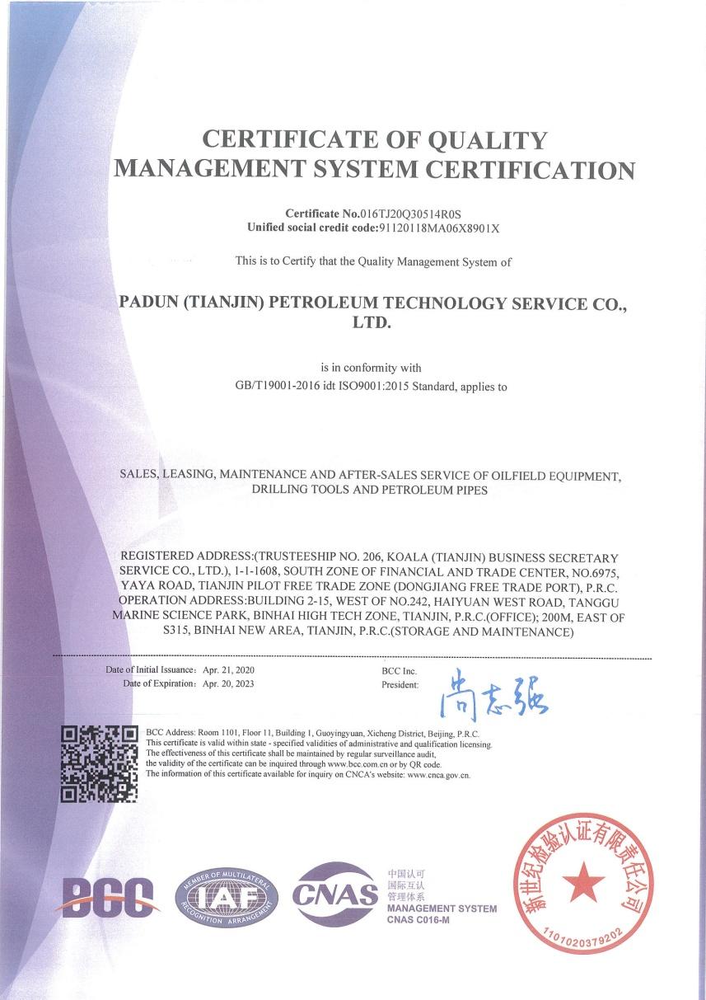 CERTIFICATE OF QUALITY
MANAGEMENT SYSTEM CERTIFICATION
Certificate No.016TJ20Q30514R0S
Unified social credit code:91120118MA06X8901X
This is to Certify that the Quality Management System of
PADUN (TIANJIN) PETROLEUM TECHNOLOGY SERVICE CO.,
LTD.
is in conformity with
GB/T19001-2016 idt ISO9001:2015 Standard, applies to
SALES, LEASING, MAINTENANCE AND AFTER-SALES SERVICE OF OILFIELD EQUIPMENT,
DRILLING TOOLS AND PETROLEUM PIPES
REGISTERED ADDRESS:(TRUSTEESHIP NO. 206, KOALA (TIANJIN) BUSINESS SECRETARY
SERVICE CO., LTD.), 1-1-1608, SOUTH ZONE OF FINANCIAL AND TRADE CENTER, NO.6975,
YAYA ROAD, TIANJIN PILOT FREE TRADE ZONE (DONGJIANG FREE TRADE PORT), P.R.C.
OPERATION ADDRESS:BUILDING 2-15, WEST OF NO.242, HAIYUAN WEST ROAD, TANGGU
MARINE SCIENCE PARK, BINHAI HIGH TECH ZONE, TIANJIN, P.R.C.(OFFICE); 200M, EAST OF
S315, BINHAI NEW AREA, TIANJIN, P.R.C.(STORAGE AND MAINTENANCE)
Date of Initial Issuance: Apr. 21, 2020
Date of Expiration: Apr. 20, 2023
BCC Inc.
President:
尚志强
BCC Address: Room 1101, Floor 11, Building 1, Guoyingyuan, Xicheng District, Beijing, P.R.C.
This certificate is valid within state - specified validities of administrative and qualification licensing.
The effectiveness of this certificate shall be maintained by regular surveillance audit,
the validity of the certificate can be inquired through www.bcc.com.cn or by QR code.
The information of this certificate available for inquiry on CNCA's website: www.cnca.gov.cn.
BCC
MEMBER OF MULTILATERAL
IAF
RECOGNITION ARRANGEMENT
CNAS
中国认可
国际互认
管理体系
MANAGEMENT SYSTEM
CNAS C016-M
新世纪检验认证有限责任公司
1101020379202